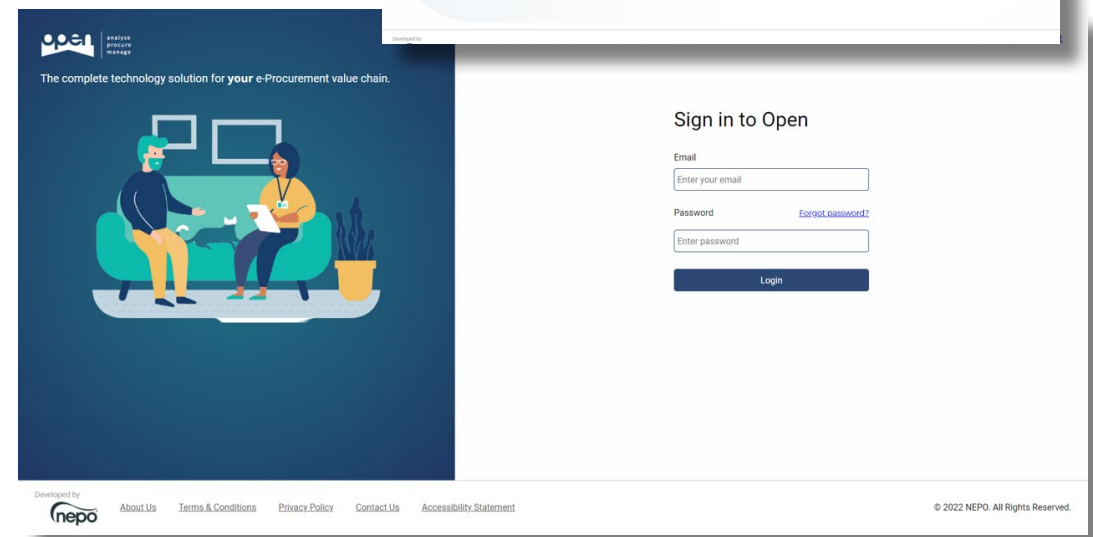 Developed by
open
analyse
procure
manage
The complete technology solution for your e-Procurement value chain.
Sign in to Open
Email
Enter your email
Password Forgot password?
Enter password
Login
Developed by
nepo
About Us Terms & Conditions Privacy Policy Contact Us Accessibility Statement
© 2022 NEPO. All Rights Reserved.